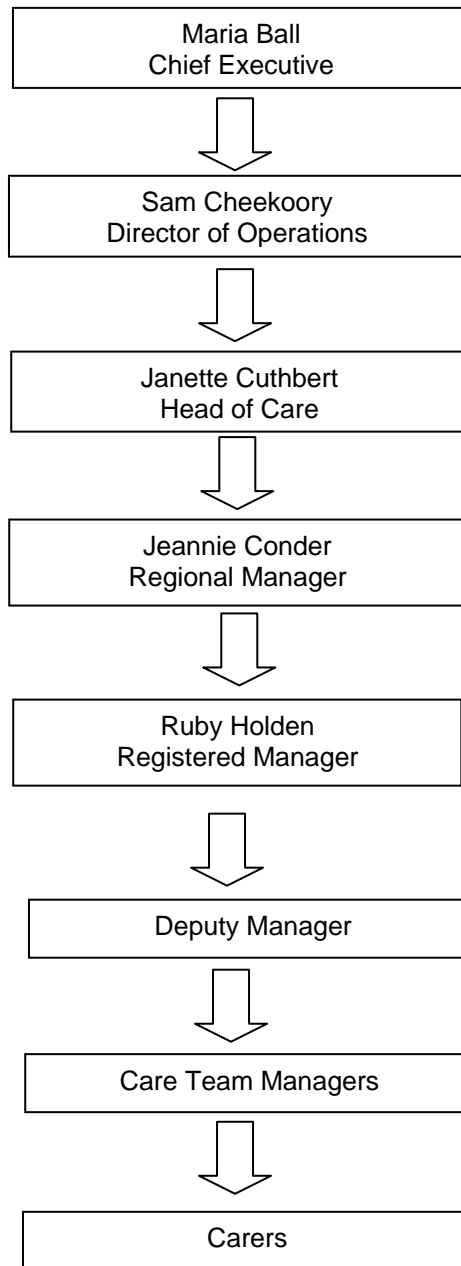 Maria Ball
Chief Executive
Sam Cheekoory
Director of Operations
Janette Cuthbert
Head of Care
Jeannie Conder
Regional Manager
Ruby Holden
Registered Manager
Deputy Manager
Care Team Managers
Carers